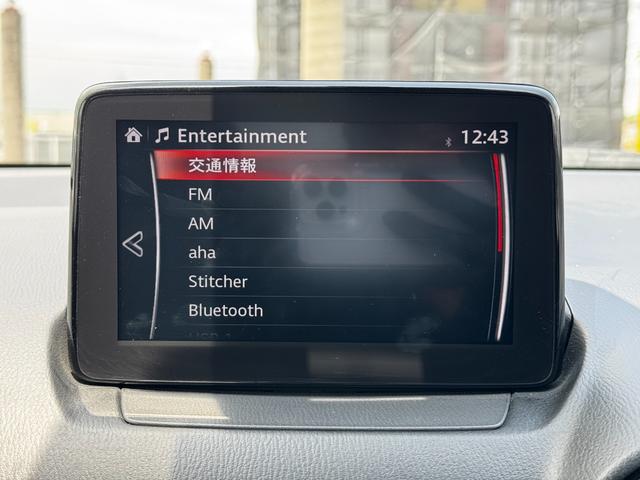 Entertainment 12:43
交通情報
FM
AM
aha
Stitcher
Bluetooth